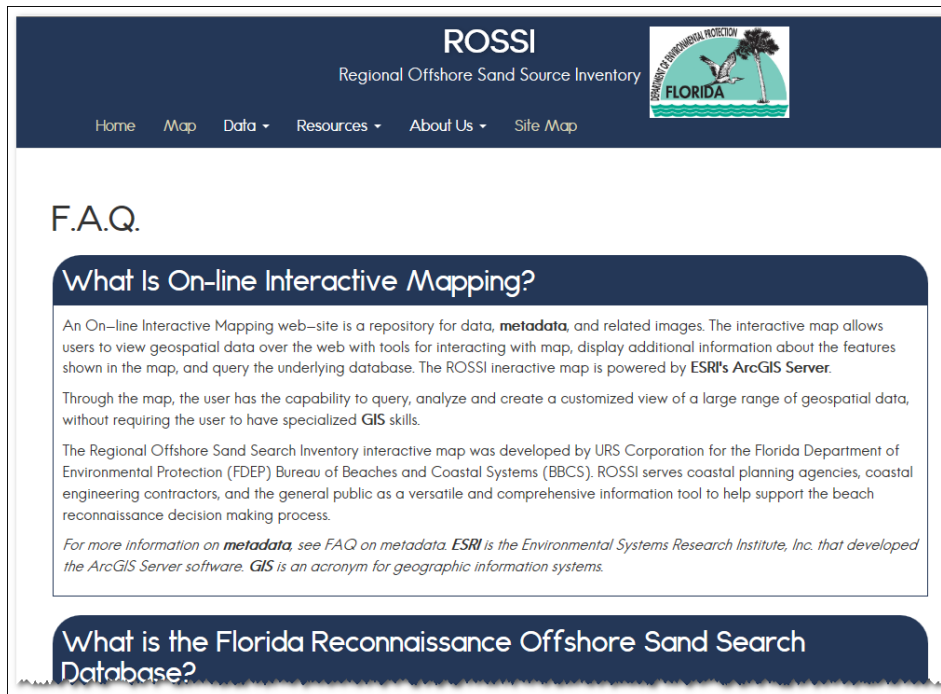 ROSSI
Regional Offshore Sand Source Inventory
DEPARTMENT OF ENVIRONMENTAL PROTECTION
FLORIDA
Home Map Data Resources About Us Site Map
F.A.Q.
What Is On-line Interactive Mapping?
An On–line Interactive Mapping web–site is a repository for data, metadata, and related images. The interactive map allows
users to view geospatial data over the web with tools for interacting with map, display additional information about the features
shown in the map, and query the underlying database. The ROSSI ineractive map is powered by ESRI's ArcGIS Server.
Through the map, the user has the capability to query, analyze and create a customized view of a large range of geospatial data,
without requiring the user to have specialized GIS skills.
The Regional Offshore Sand Search Inventory interactive map was developed by URS Corporation for the Florida Department of
Environmental Protection (FDEP) Bureau of Beaches and Coastal Systems (BBCS). ROSSI serves coastal planning agencies, coastal
engineering contractors, and the general public as a versatile and comprehensive information tool to help support the beach
reconnaissance decision making process.
For more information on metadata, see FAQ on metadata. ESRI is the Environmental Systems Research Institute, Inc. that developed
the ArcGIS Server software. GIS is an acronym for geographic information systems.
What is the Florida Reconnaissance Offshore Sand Search
Database?